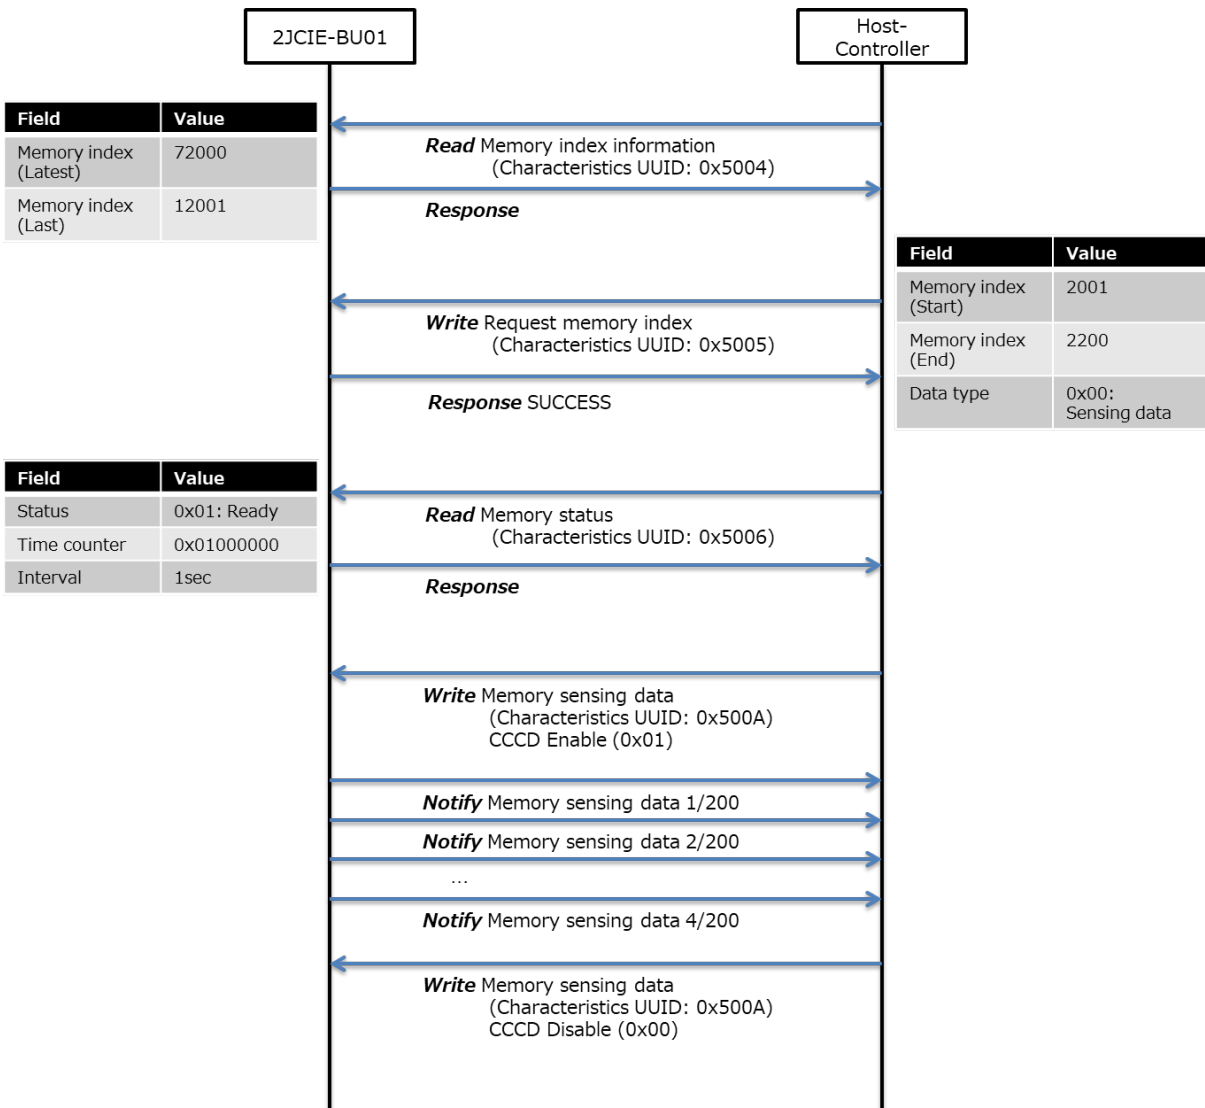 2JCIE-BU01
Host-
Controller
Field Value
Memory index 72000
(Latest)
Memory index 12001
(Last)
Read Memory index information
(Characteristics UUID: 0x5004)
Response
Field Value
Memory index 2001
(Start)
Memory index 2200
(End)
Data type 0x00:
Sensing data
Write Request memory index
(Characteristics UUID: 0x5005)
Response SUCCESS
Field Value
Status 0x01: Ready
Time counter 0x01000000
Interval 1sec
Read Memory status
(Characteristics UUID: 0x5006)
Response
Write Memory sensing data
(Characteristics UUID: 0x500A)
CCCD Enable (0x01)
Notify Memory sensing data 1/200
Notify Memory sensing data 2/200
...
Notify Memory sensing data 4/200
Write Memory sensing data
(Characteristics UUID: 0x500A)
CCCD Disable (0x00)